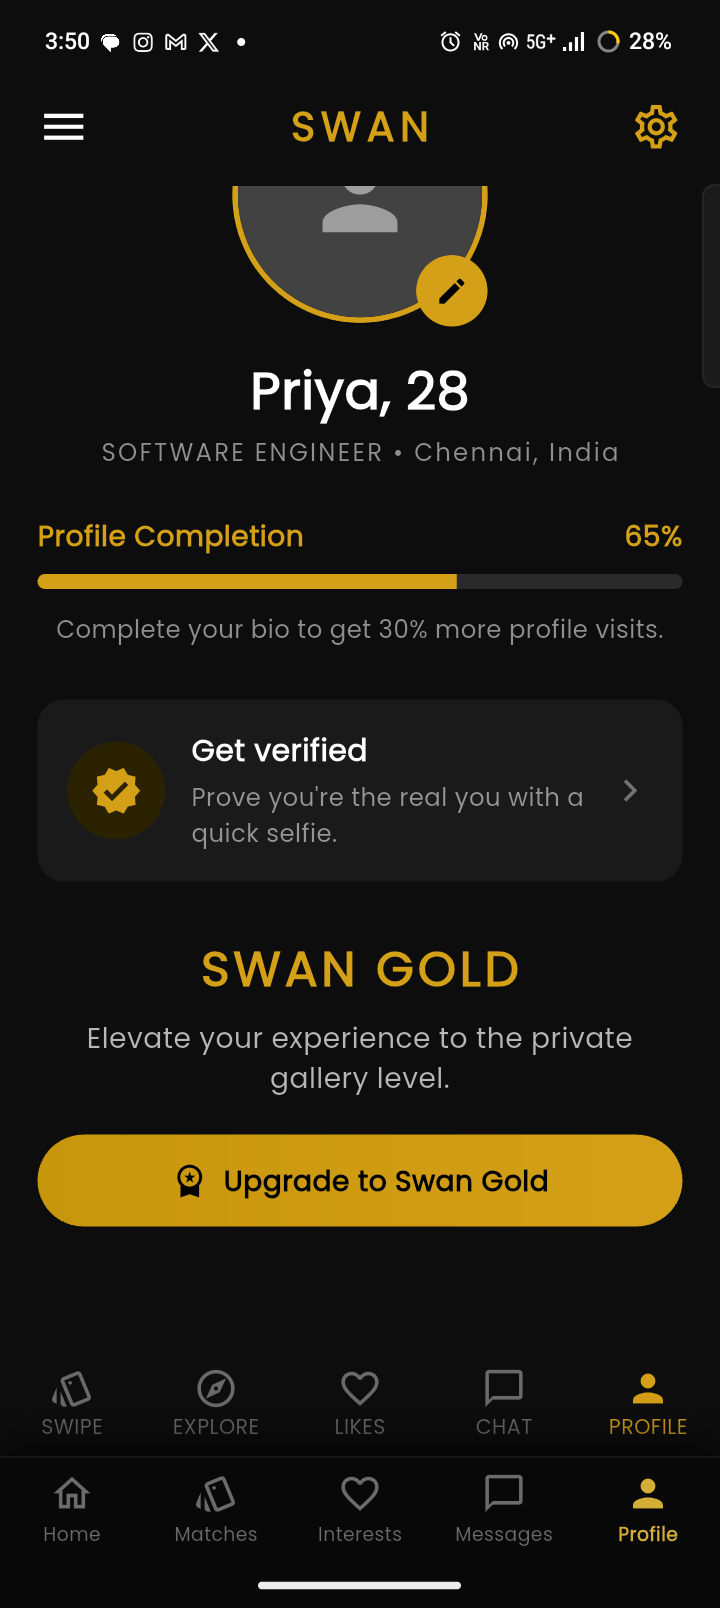 3:50
Vo NR 5G+ 28%
SWAN
Priya, 28
SOFTWARE ENGINEER • Chennai, India
Profile Completion 65%
Complete your bio to get 30% more profile visits.
Get verified
Prove you're the real you with a
quick selfie.
SWAN GOLD
Elevate your experience to the private
gallery level.
Upgrade to Swan Gold
SWIPE EXPLORE LIKES CHAT PROFILE
Home Matches Interests Messages Profile